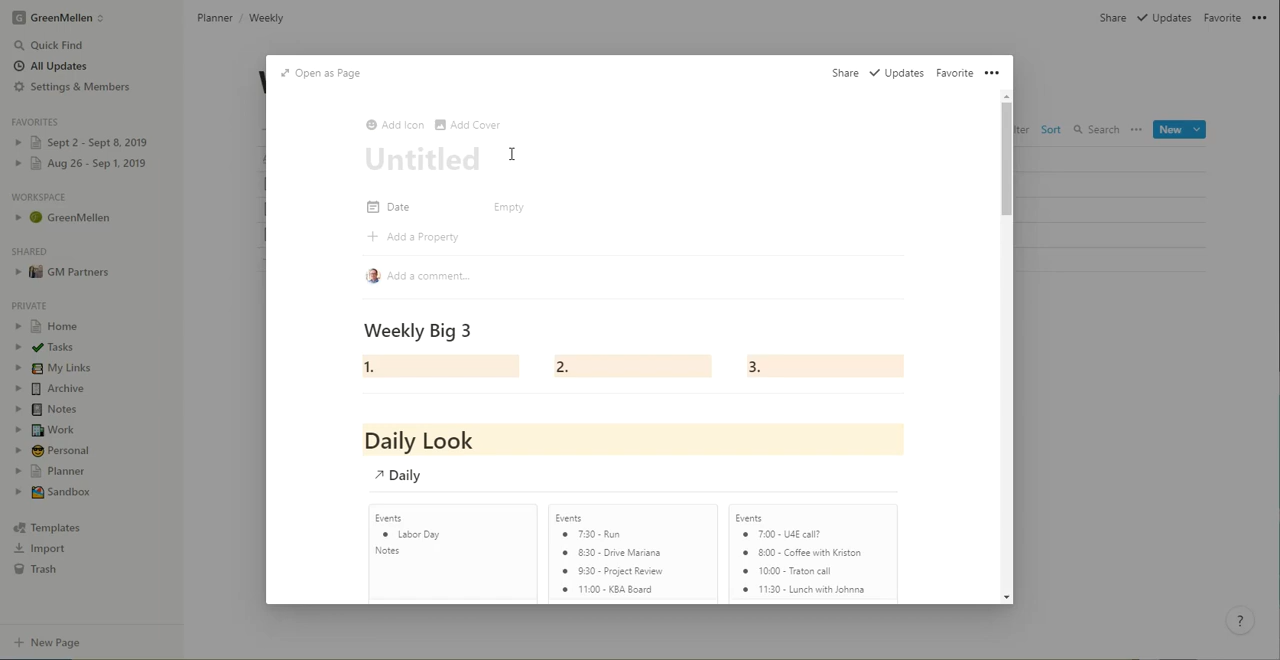 GreenMellen
Planner / Weekly
Share Updates Favorite
Quick Find
All Updates
Settings & Members
FAVORITES
Sept 2 - Sept 8, 2019
Aug 26 - Sep 1, 2019
WORKSPACE
GreenMellen
SHARED
GM Partners
PRIVATE
Home
Tasks
My Links
Archive
Notes
Work
Personal
Planner
Sandbox
Templates
Import
Trash
New Page
Sort Search New
Open as Page
Share Updates Favorite
Add Icon Add Cover
Untitled
Date Empty
Add a Property
Add a comment...
Weekly Big 3
1. 2. 3.
Daily Look
Daily
Events
Labor Day
Notes
Events
7:30 - Run
8:30 - Drive Mariana
9:30 - Project Review
11:00 - KBA Board
Events
7:00 - U4E call?
8:00 - Coffee with Kriston
10:00 - Traton call
11:30 - Lunch with Johnna
?